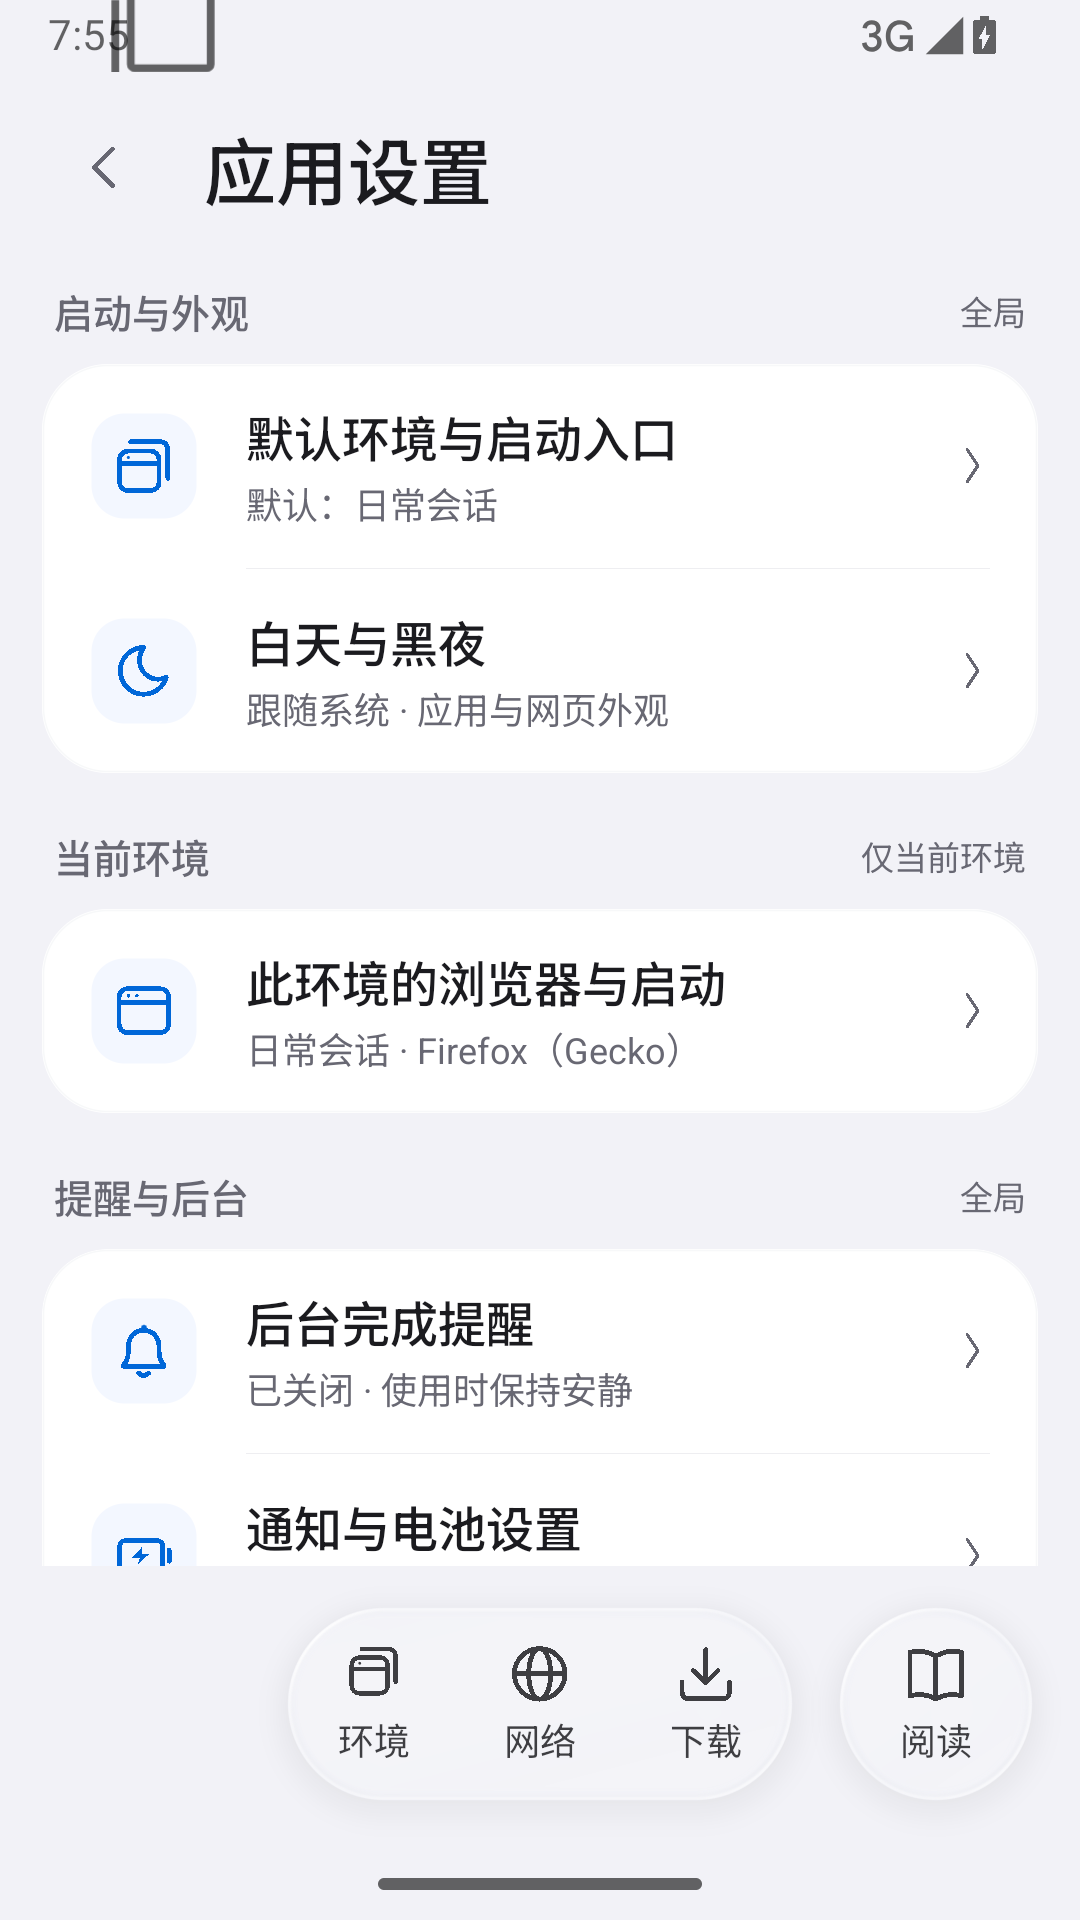 7:55
3G
应用设置
启动与外观
全局
默认环境与启动入口
默认：日常会话
白天与黑夜
跟随系统 · 应用与网页外观
当前环境
仅当前环境
此环境的浏览器与启动
日常会话 · Firefox（Gecko）
提醒与后台
全局
后台完成提醒
已关闭 · 使用时保持安静
通知与电池设置
环境
网络
下载
阅读